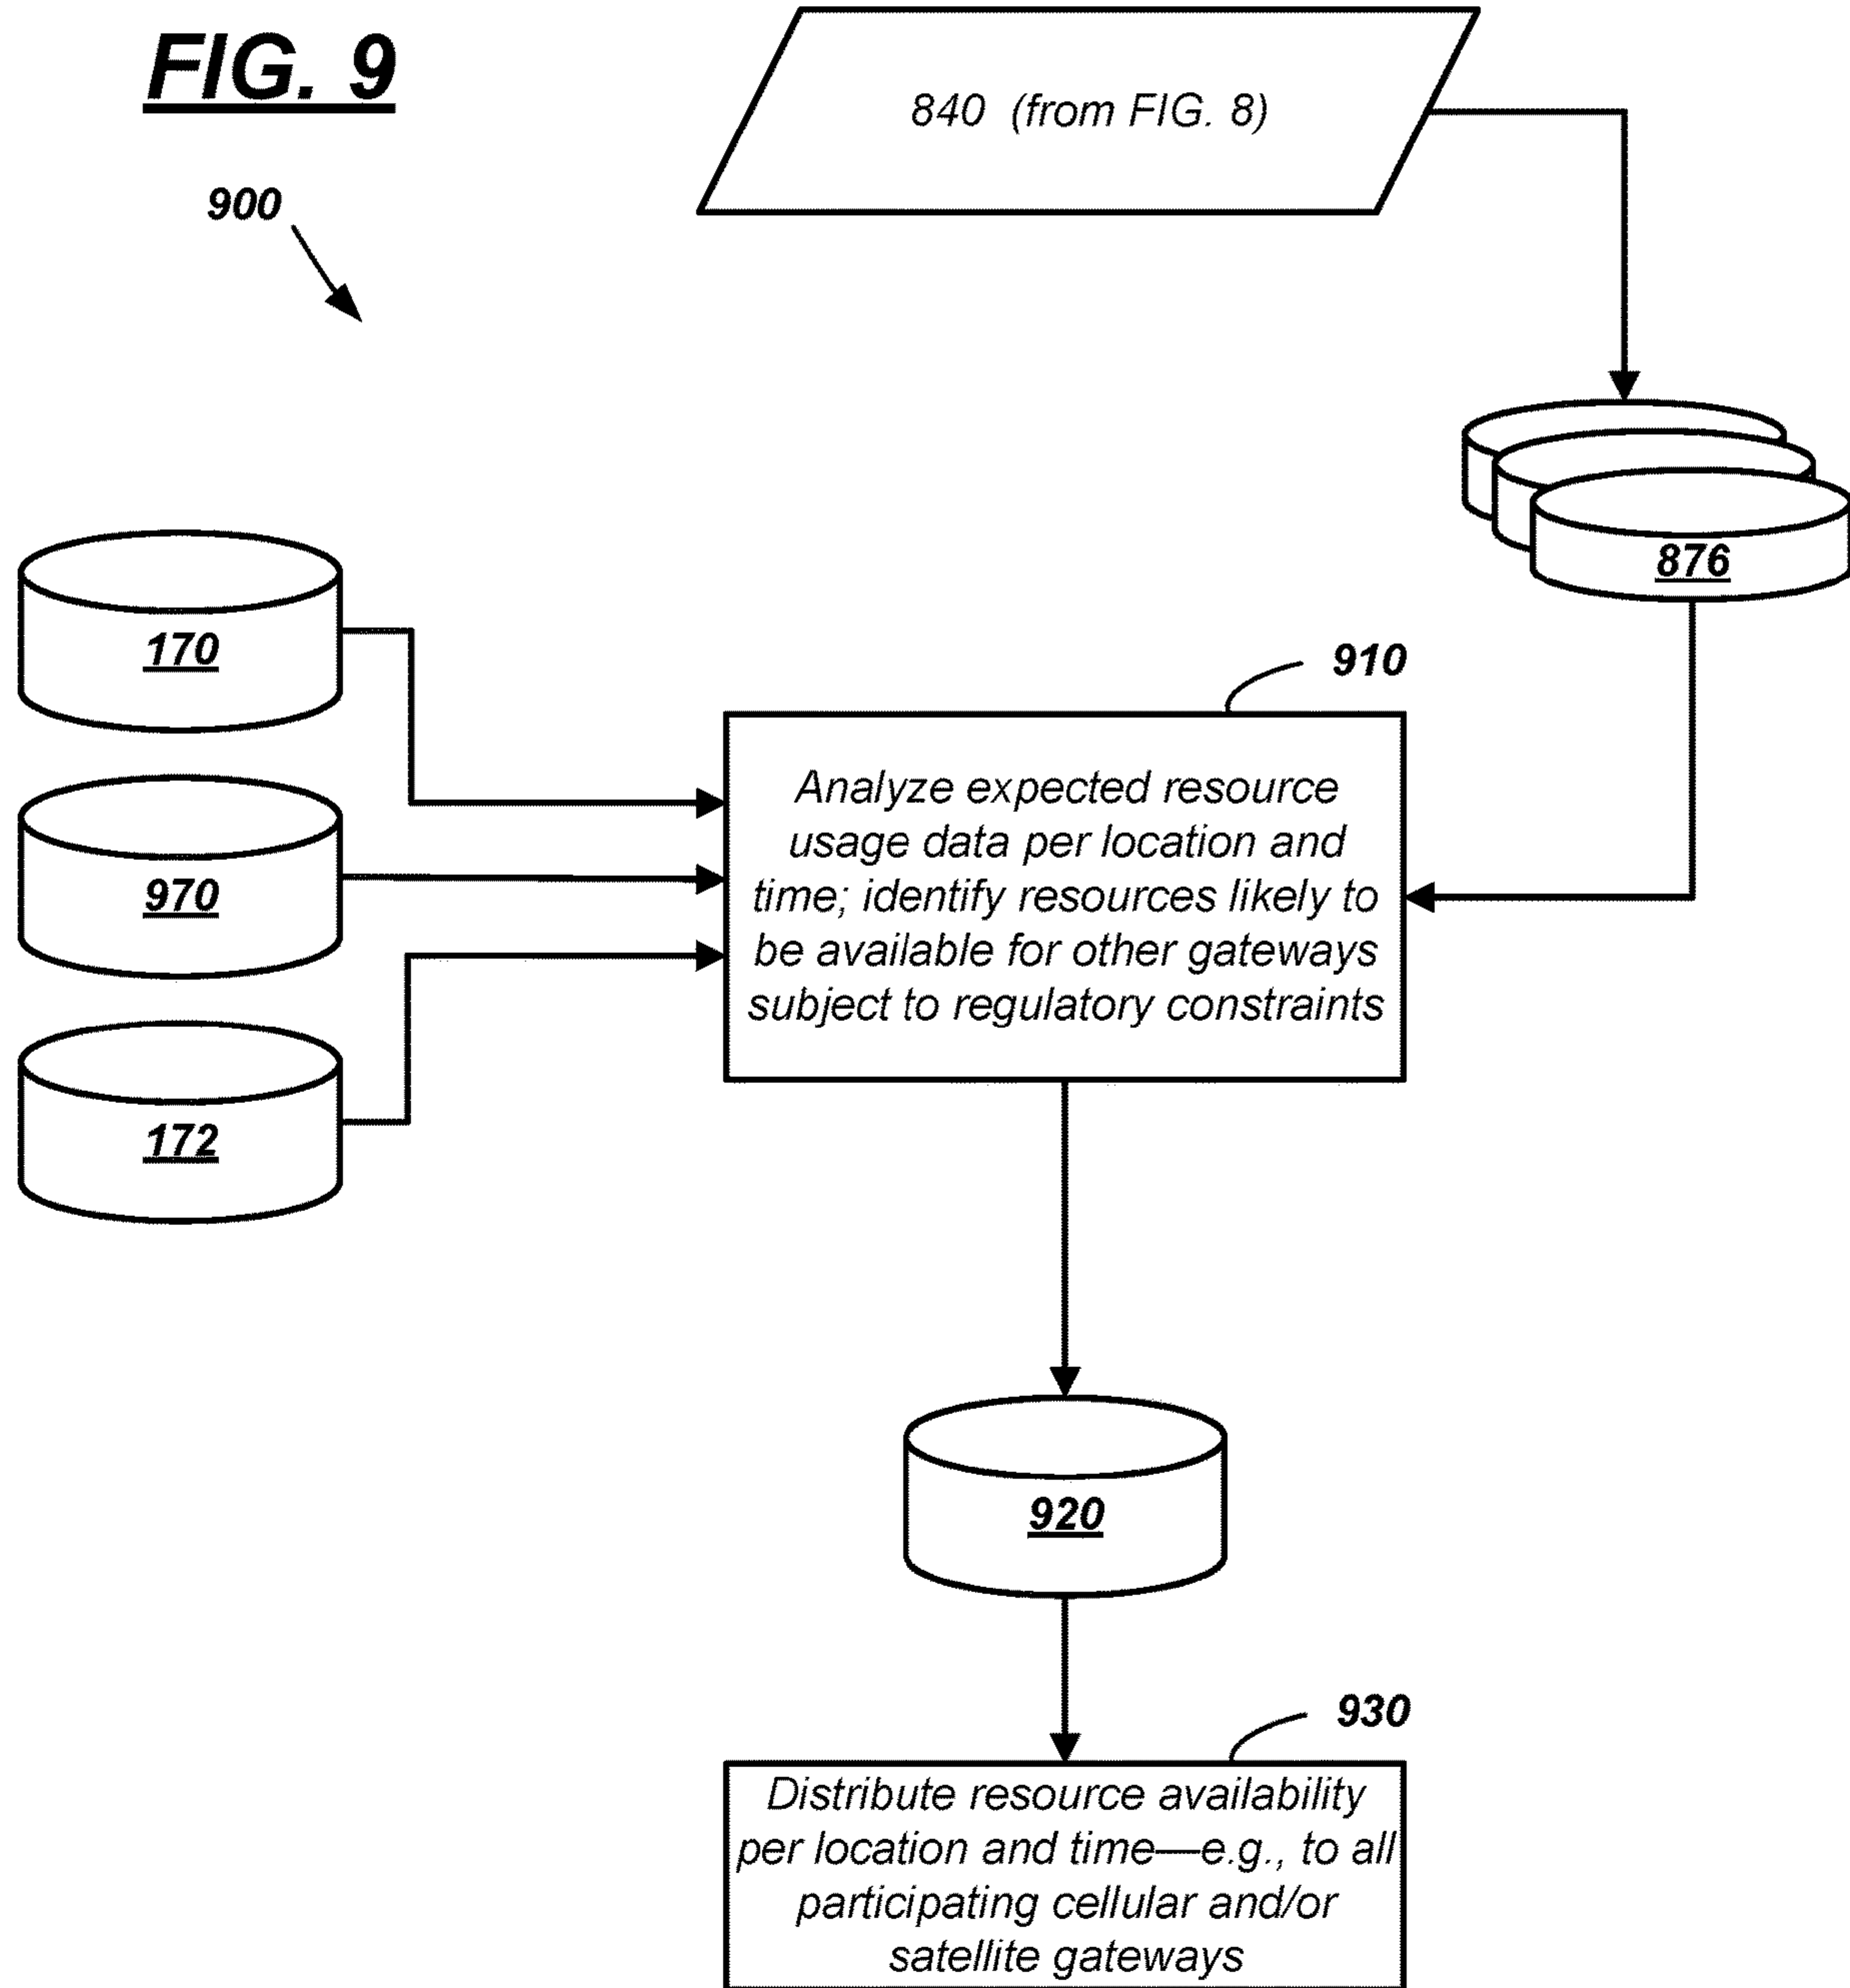 FIG. 9
840 (from FIG. 8)
900
876
170
910
Analyze expected resource
usage data per location and
time; identify resources likely to
be available for other gateways
subject to regulatory constraints
970
172
920
930
Distribute resource availability
per location and time—e.g., to all
participating cellular and/or
satellite gateways